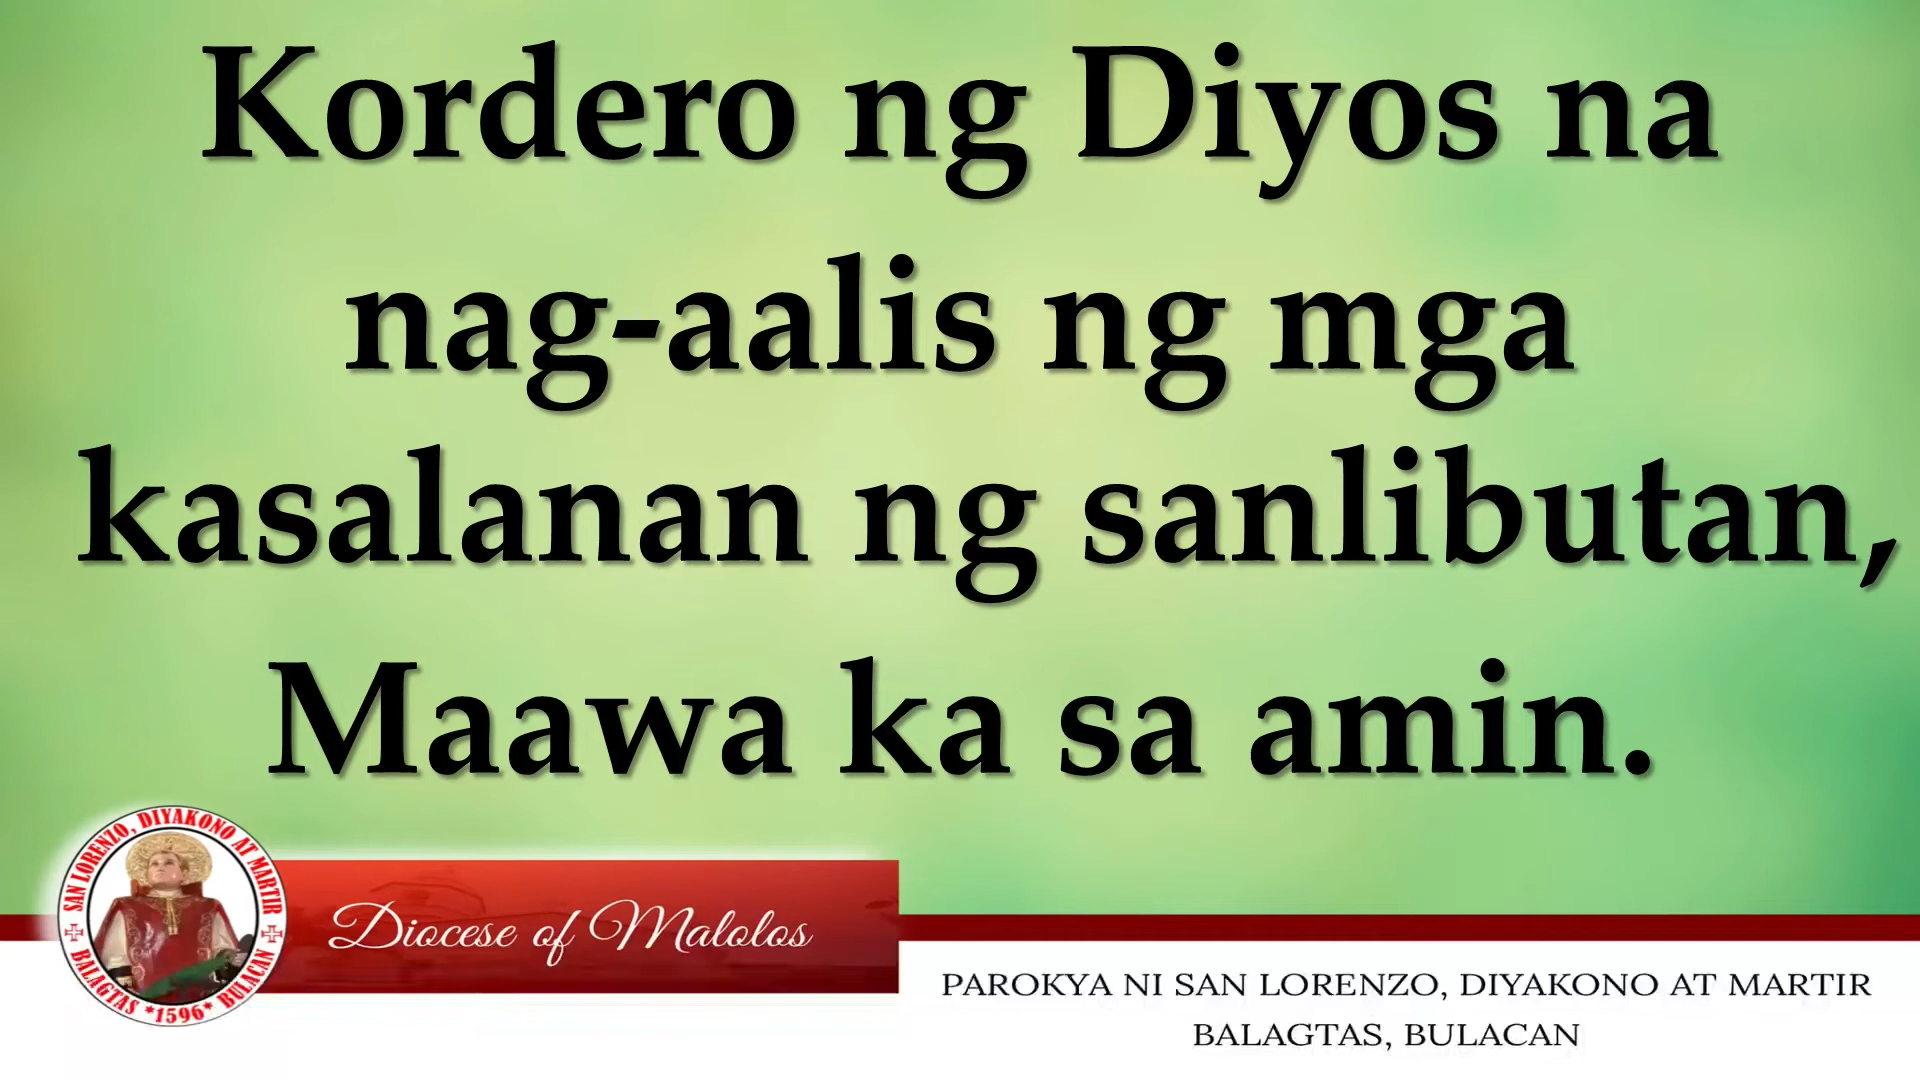 Kordero ng Diyos na
nag-aalis ng mga
kasalanan ng sanlibutan,
Maawa ka sa amin.
SAN LORENZO, DIYAKONO AT MARTIR
BALAGTAS *1596* BULACAN
Diocese of Malolos
PAROKYA NI SAN LORENZO, DIYAKONO AT MARTIR
BALAGTAS, BULACAN